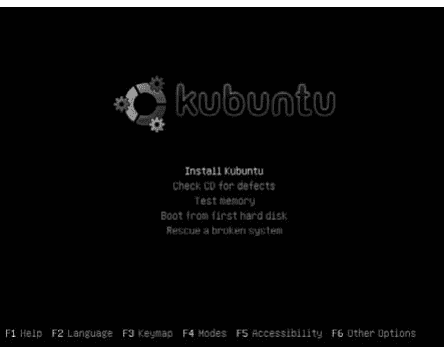 kubuntu
Install Kubuntu
Check CD for defects
Test memory
Boot from first hard disk
Rescue a broken system
F1 Help F2 Language F3 Keymap F4 Modes F5 Accessibility F6 Other Options